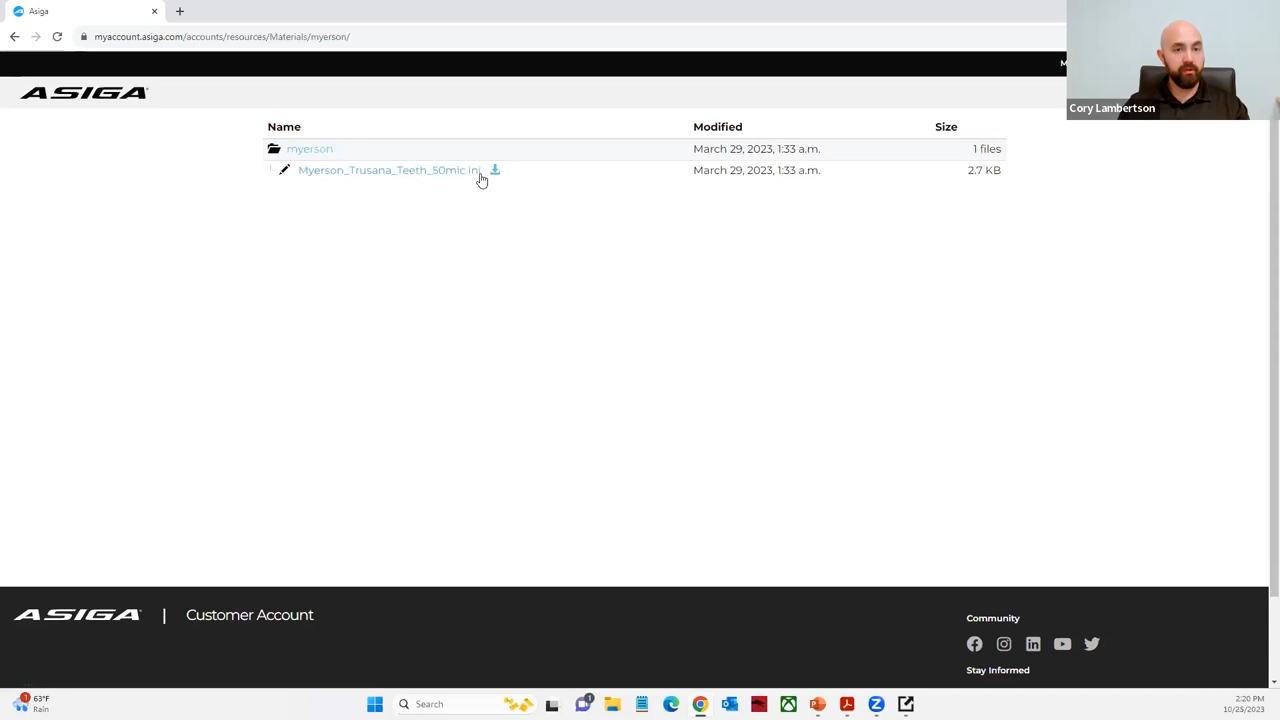 Asiga
myaccount.asiga.com/accounts/resources/Materials/myerson/
M
ASIGA
Cory Lambertson
Name Modified Size
myerson March 29, 2023, 1:33 a.m. 1 files
Myerson_Trusana_Teeth_50mic.ini March 29, 2023, 1:33 a.m. 2.7 KB
ASIGA | Customer Account
Community
Stay Informed
1
63°F
Rain
Search
1
2:20 PM
10/25/2023